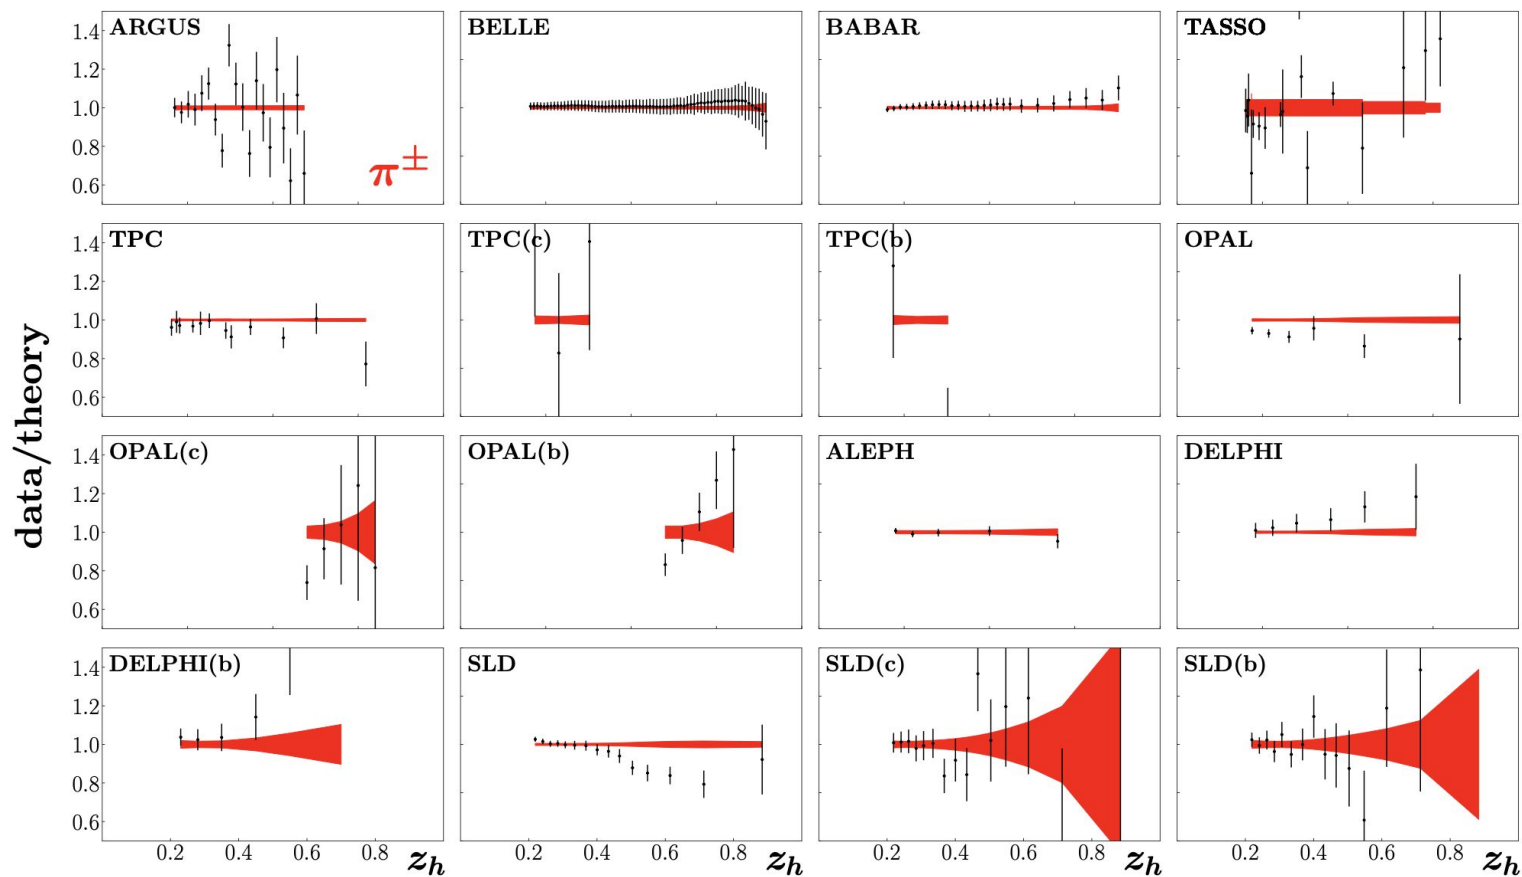 ARGUS
BELLE
BABAR
TASSO
1.4
1.2
1.0
0.8
0.6
π±
TPC
TPC(c)
TPC(b)
OPAL
1.4
1.2
1.0
0.8
0.6
data/theory
OPAL(c)
OPAL(b)
ALEPH
DELPHI
1.4
1.2
1.0
0.8
0.6
DELPHI(b)
SLD
SLD(c)
SLD(b)
1.4
1.2
1.0
0.8
0.6
0.2 0.4 0.6 0.8 zh
0.2 0.4 0.6 0.8 zh
0.2 0.4 0.6 0.8 zh
0.2 0.4 0.6 0.8 zh